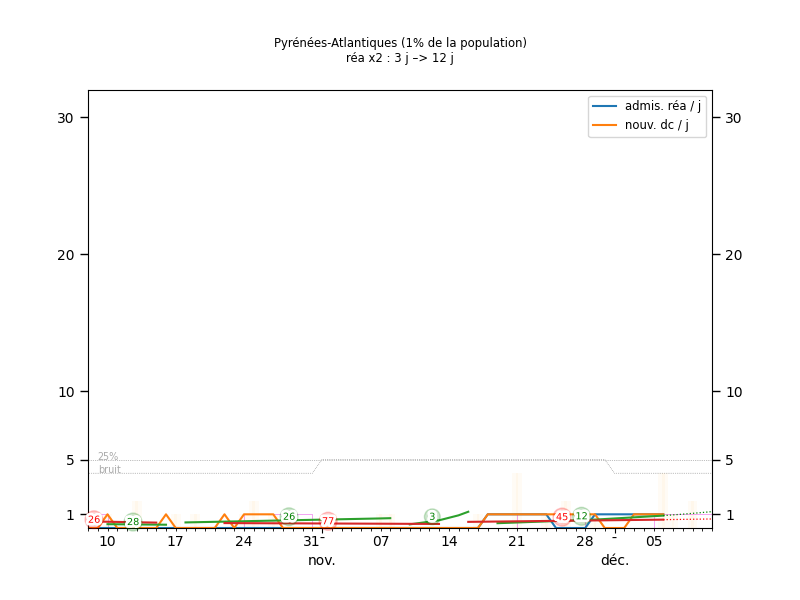 Pyrénées-Atlantiques (1% de la population)
réa x2 : 3 j –> 12 j
admis. réa / j
nouv. dc / j
30 30
20 20
10 10
25%
5 5
bruit
1 1
26 28 26 77 3 45 12
10 17 24 31 - 07 14 21 28 - 05
nov. déc.